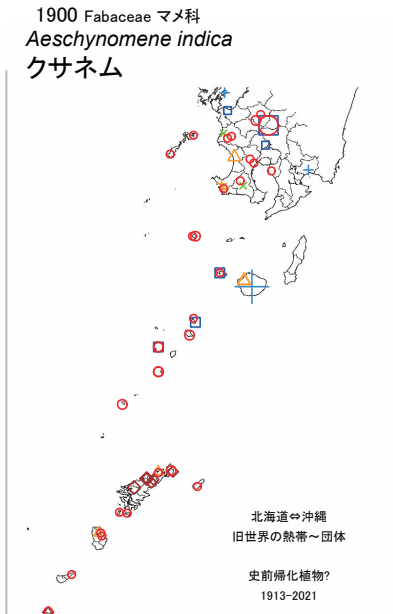 1900 Fabaceae マメ科
Aeschynomene indica
クサネム
北海道⇔沖縄
旧世界の熱帯～団体
史前帰化植物?
1913-2021